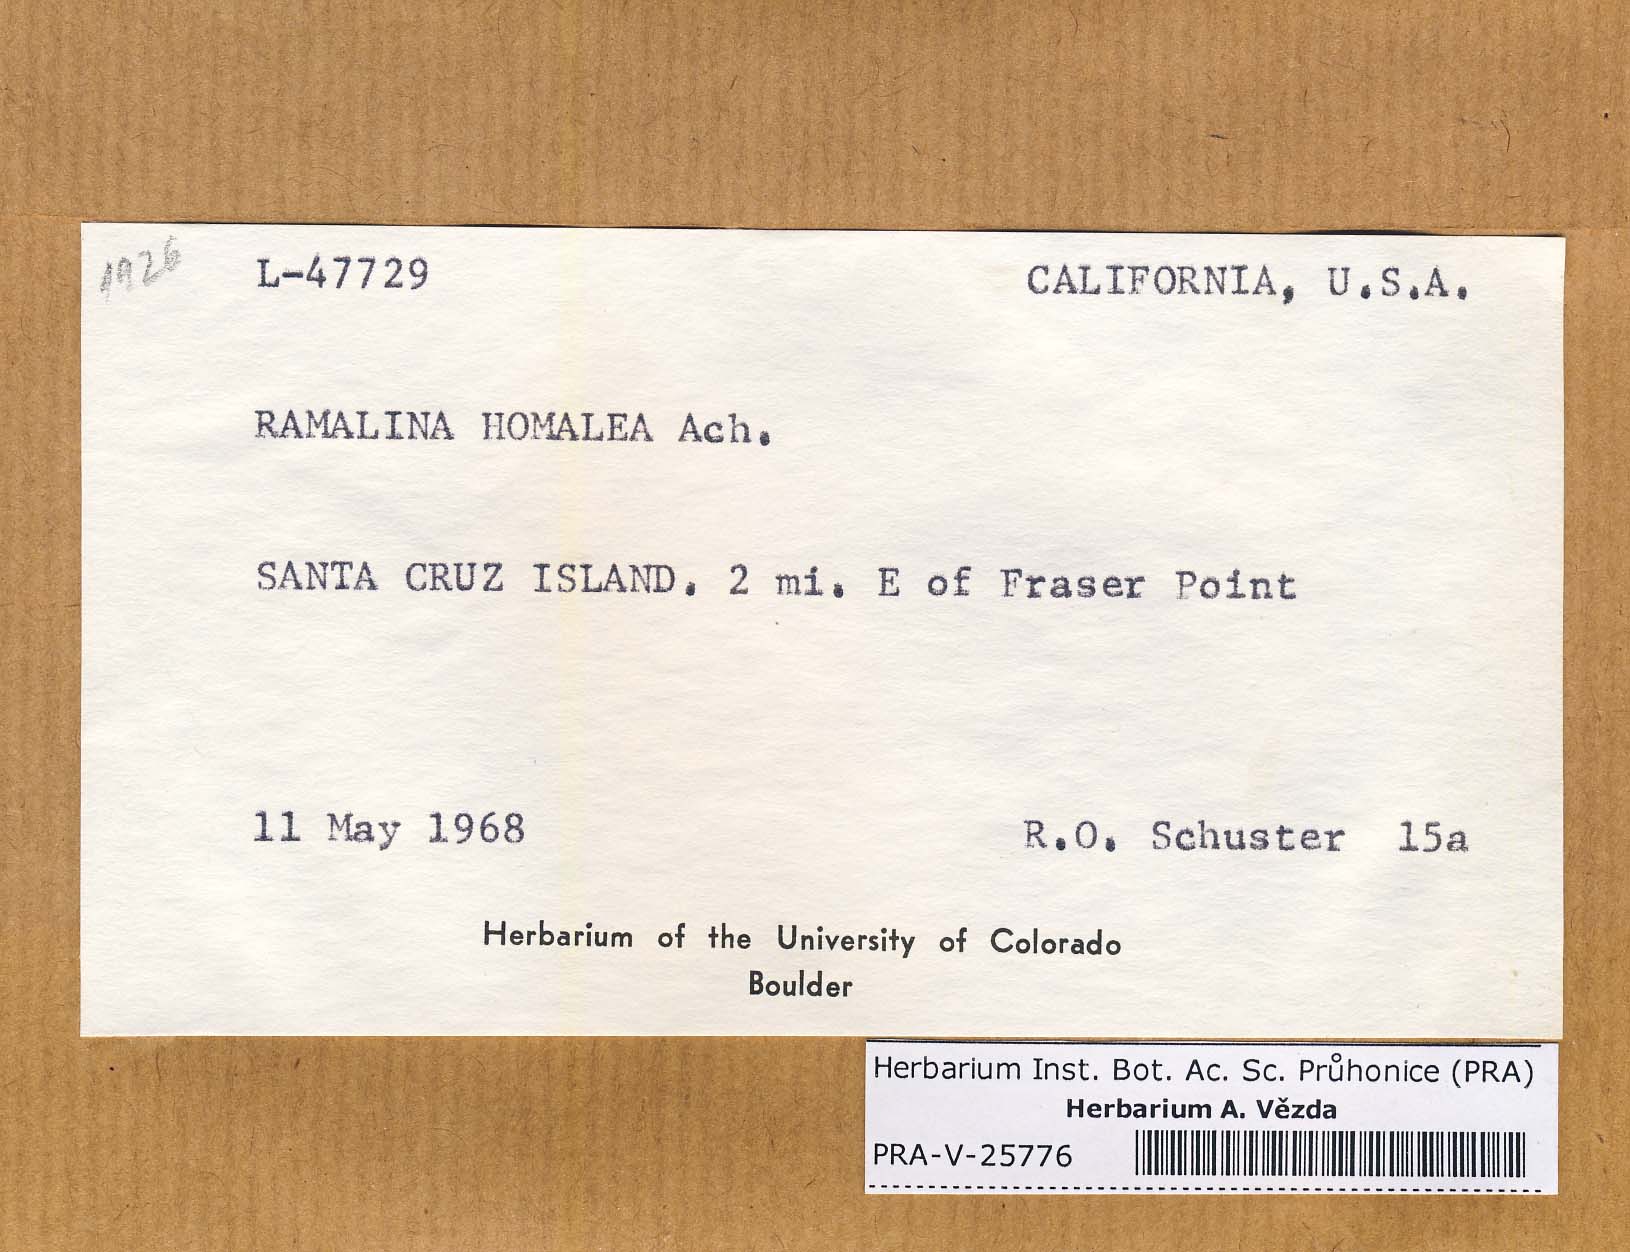 L-47729 CALIFORNIA, U.S.A.
RAMALINA HOMALEA Ach.
SANTA CRUZ ISLAND. 2 mi. E of Fraser Point
11 May 1968 R.O. Schuster 15a
Herbarium of the University of Colorado
Boulder
Herbarium Inst. Bot. Ac. Sc. Průhonice (PRA)
Herbarium A. Vězda
PRA-V-25776